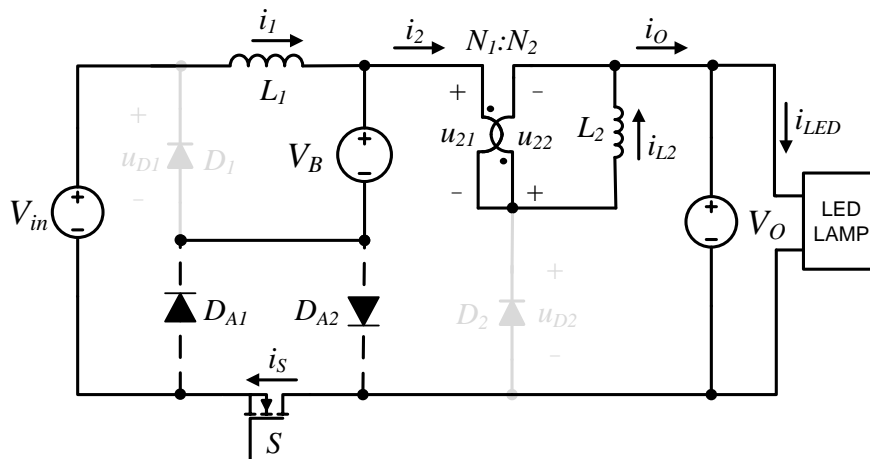 i1
i2
N1:N2
iO
+
L1
+
−
u21
u22
L2
iL2
iLED
+
uD1
D1
−
VB
+
−
−
+
Vin
+
−
+
−
VO
LED
LAMP
DA1
DA2
D2
+
uD2
−
iS
S